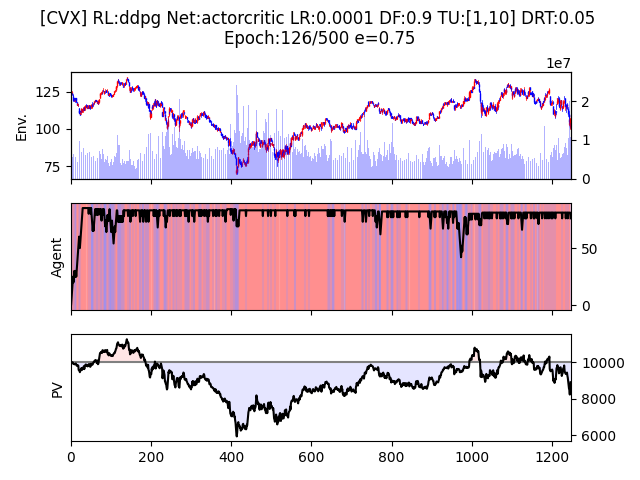 [CVX] RL:ddpg Net:actorcritic LR:0.0001 DF:0.9 TU:[1,10] DRT:0.05
Epoch:126/500 e=0.75
1e7
125
100
75
Env.
2
1
0
Agent
50
0
PV
10000
8000
6000
0 200 400 600 800 1000 1200